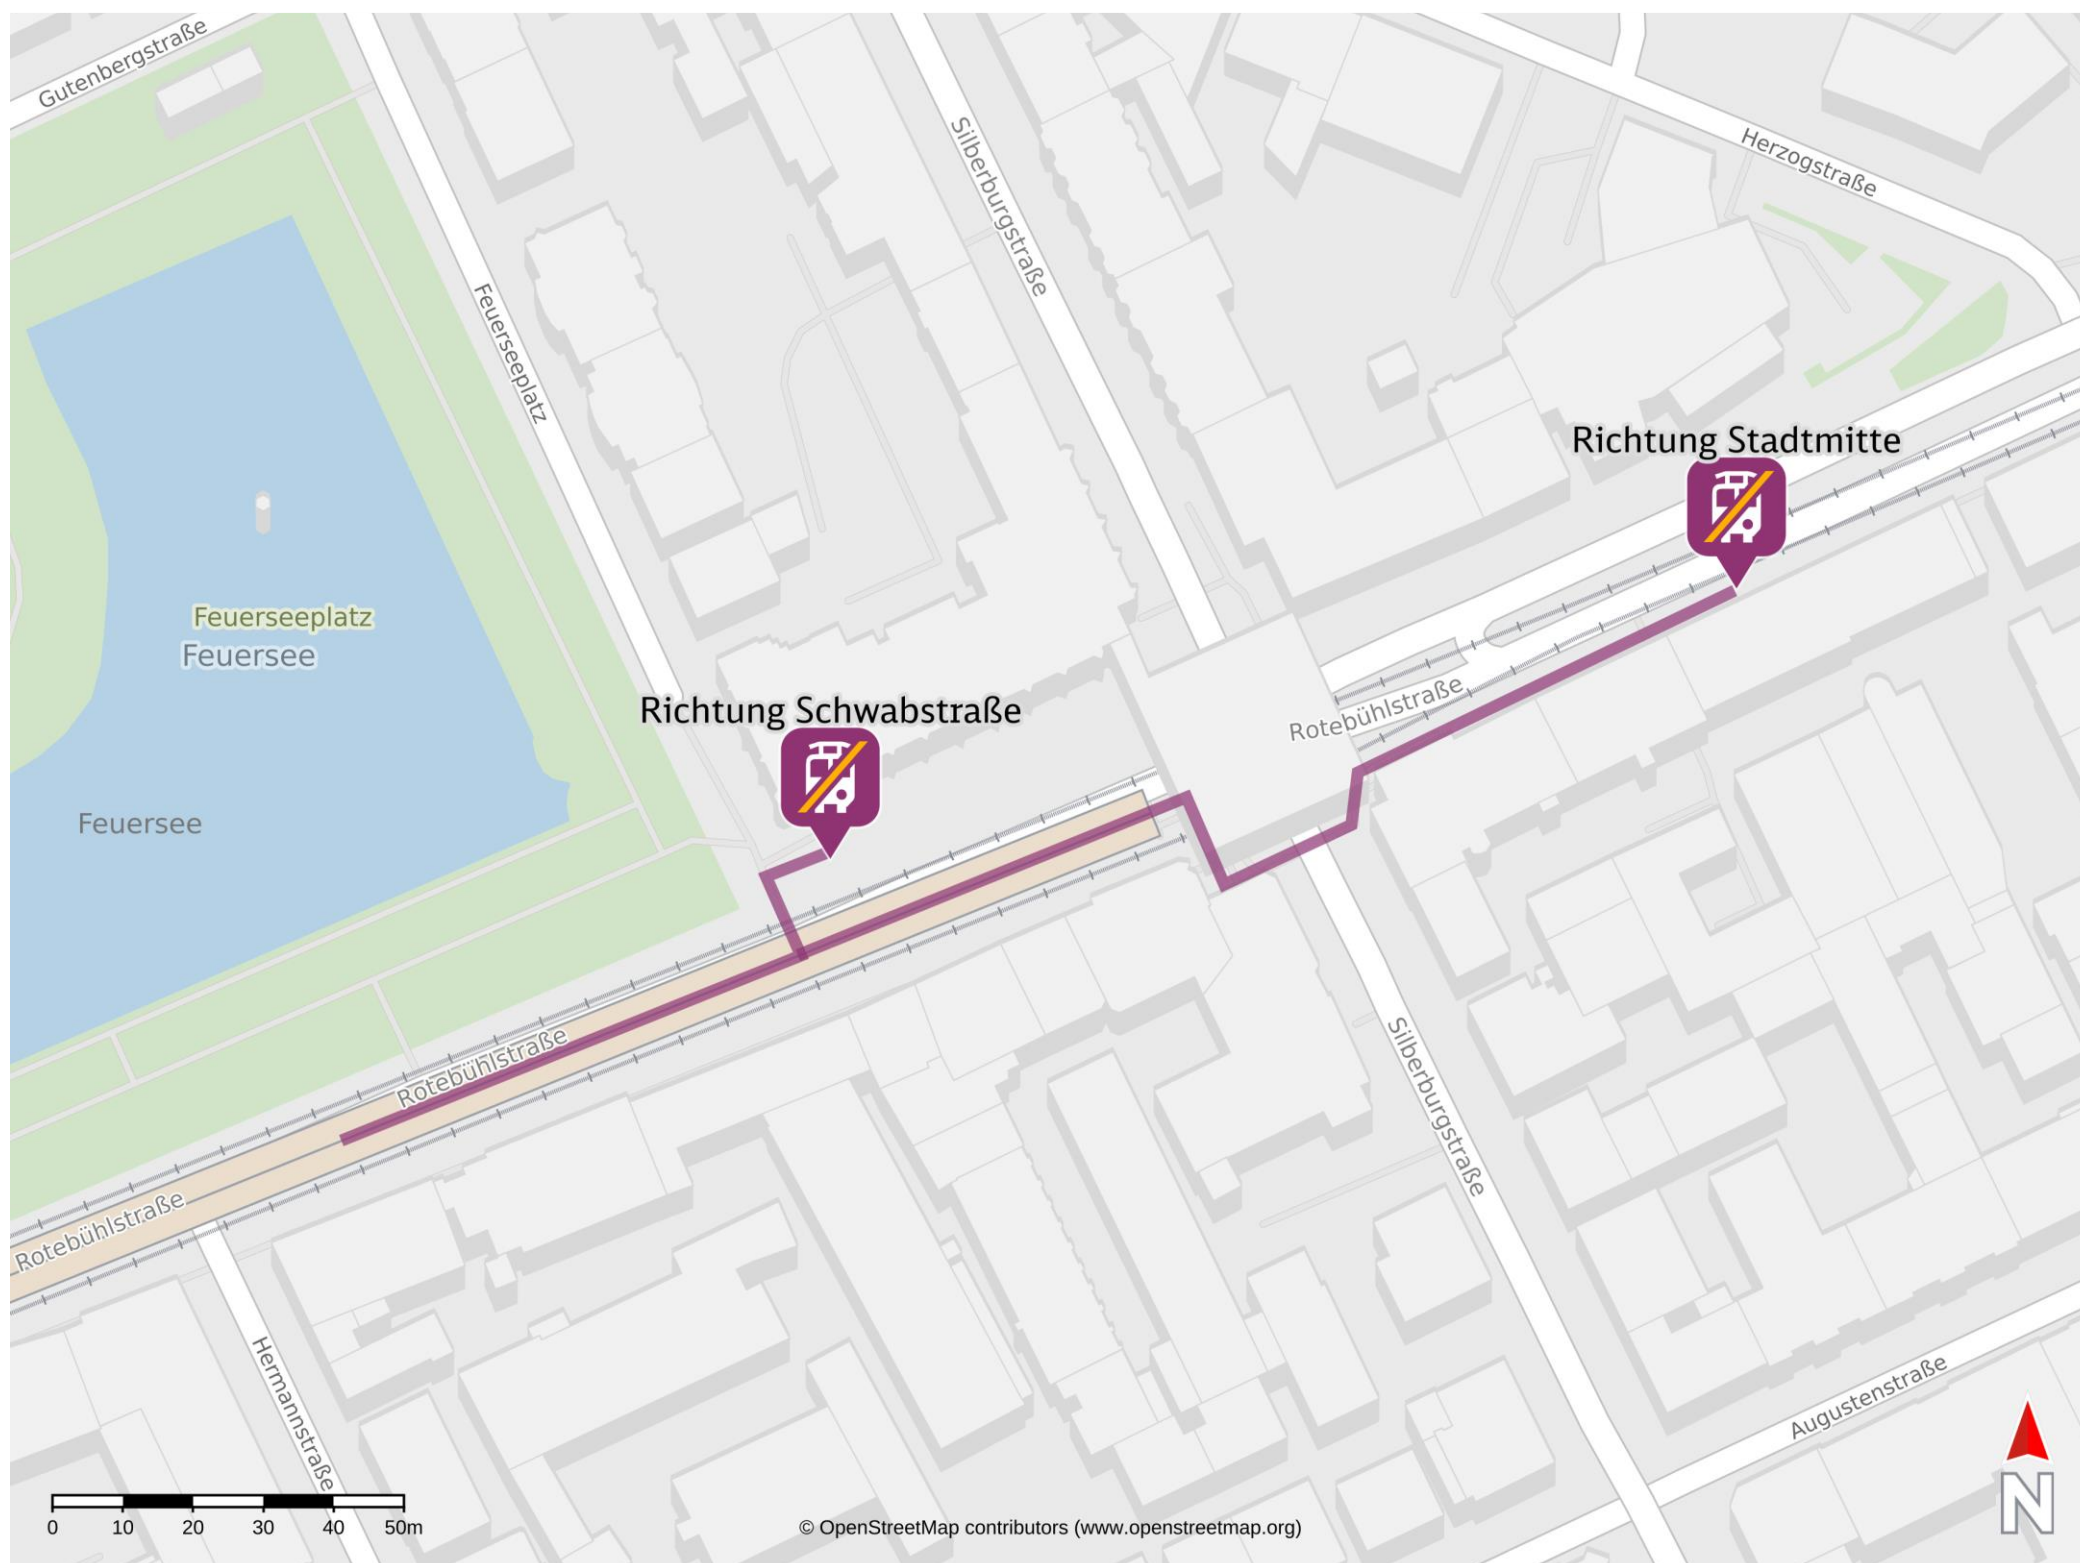 Gutenbergstraße
Silberburgstraße
Herzogstraße
Feuerseeplatz
Richtung Stadtmitte
Feuerseeplatz
Feuersee
Richtung Schwabstraße
Rotebühlstraße
Feuersee
Rotebühlstraße
Silberburgstraße
Rotebühlstraße
Hermannstraße
Augustenstraße
N
0 10 20 30 40 50m
© OpenStreetMap contributors (www.openstreetmap.org)